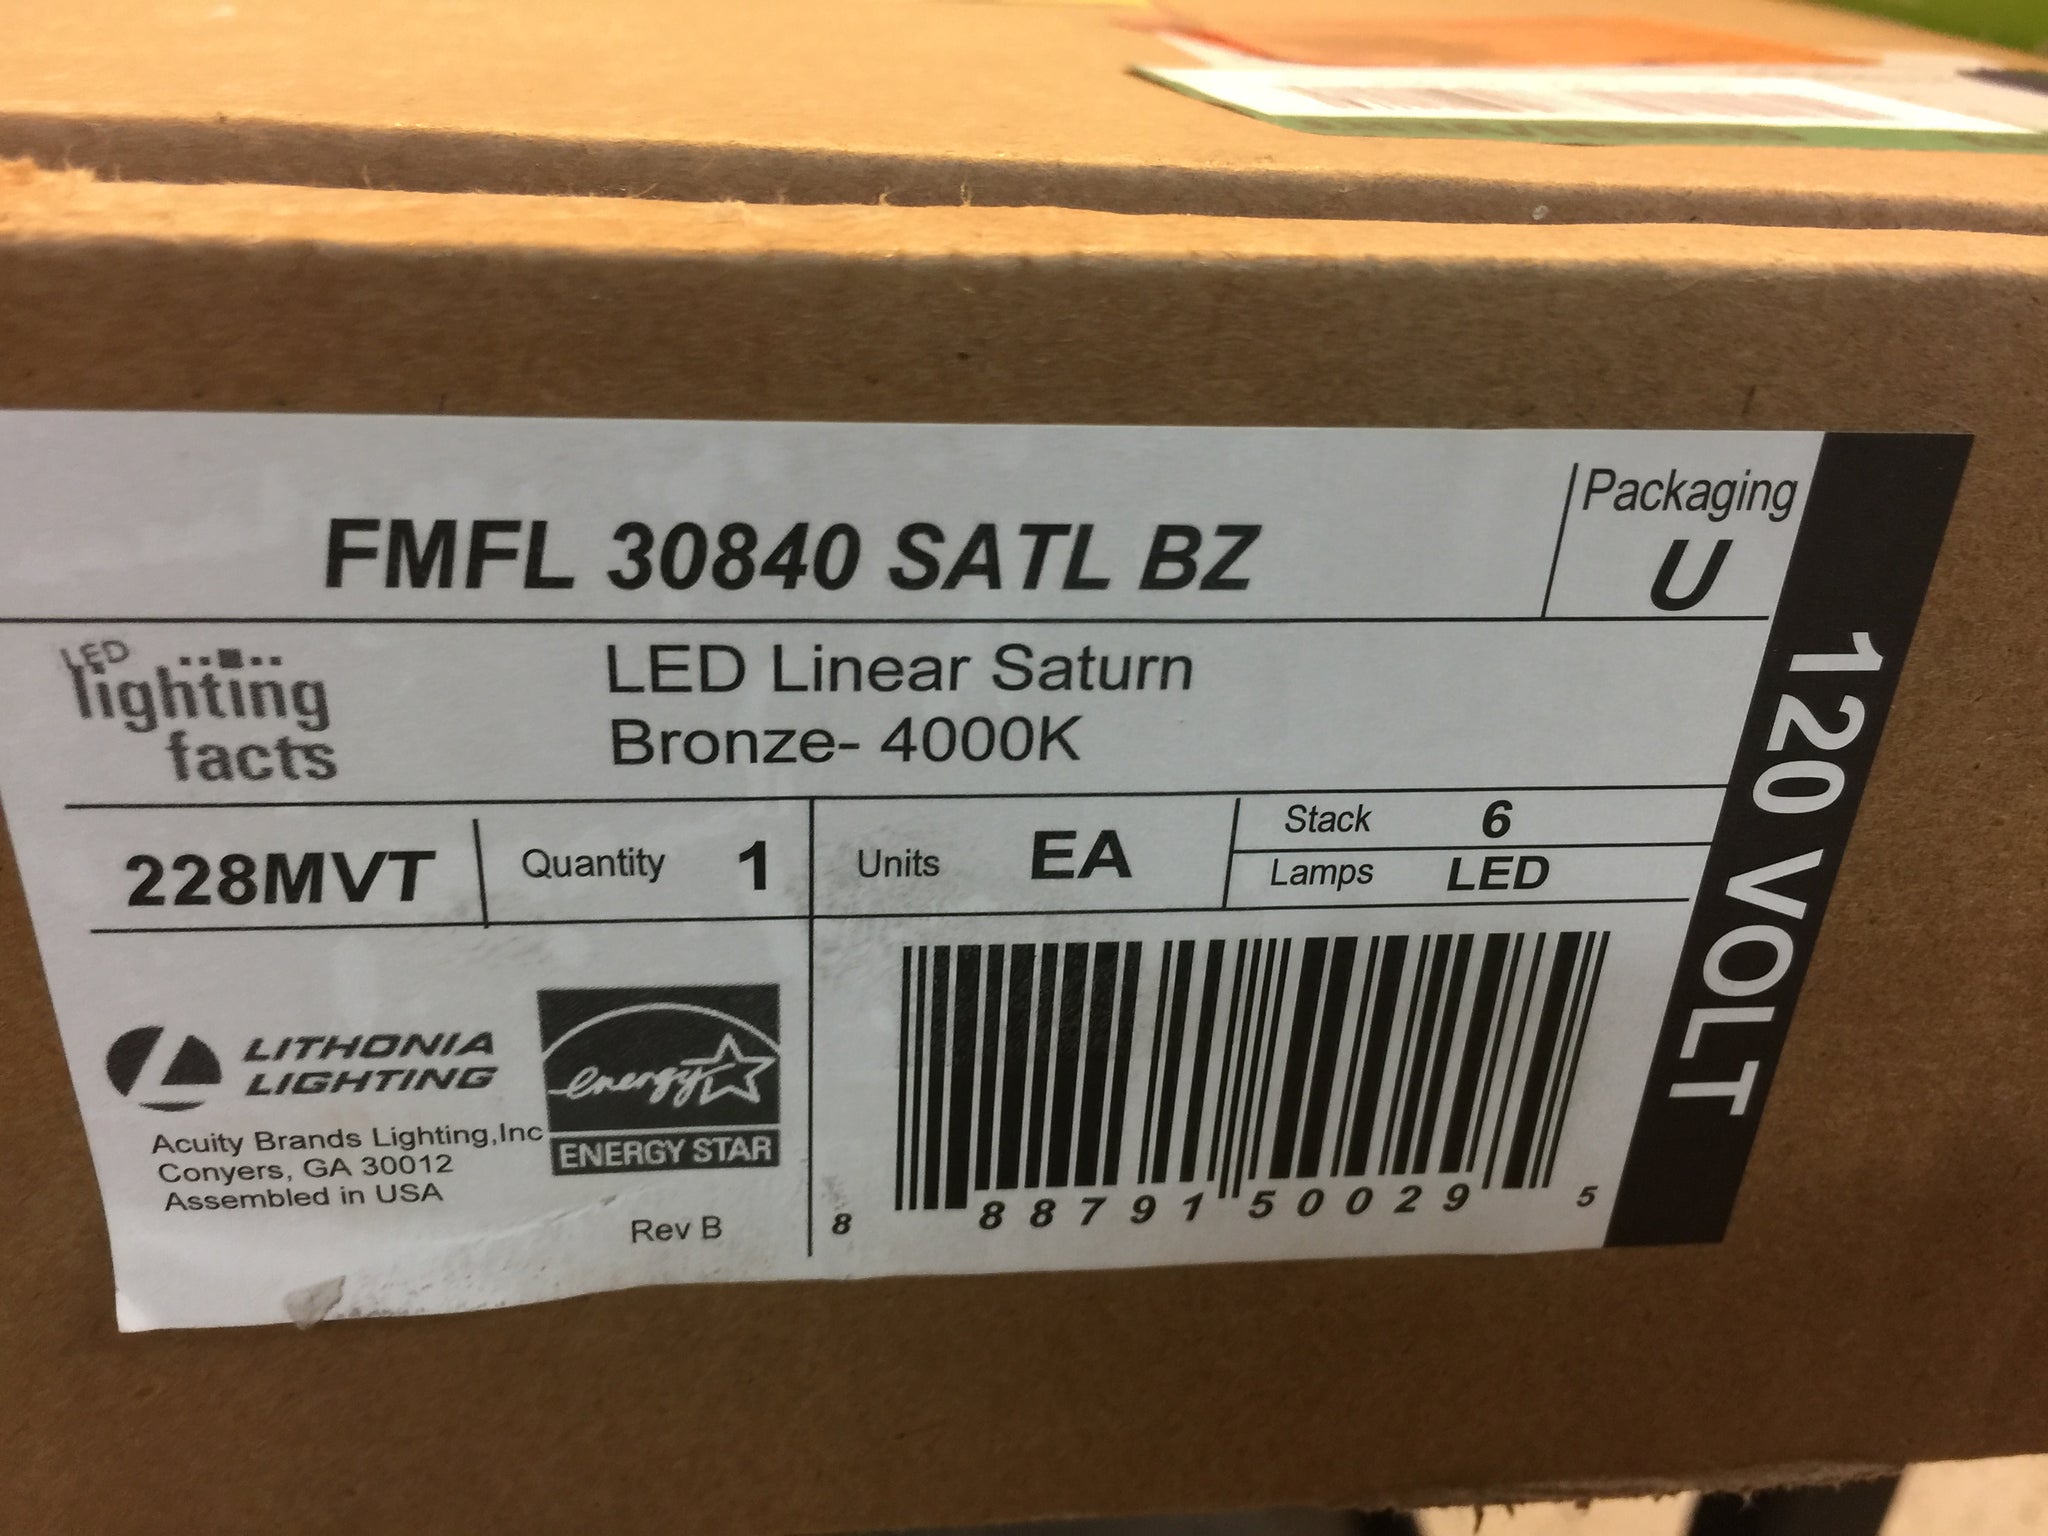 FMFL 30840 SATL BZ
Packaging
U
LED
lighting
facts
LED Linear Saturn
Bronze- 4000K
228MVT
Quantity 1
Units EA
Stack 6
Lamps LED
LITHONIA
LIGHTING
Acuity Brands Lighting,Inc
Conyers, GA 30012
Assembled in USA
energy
ENERGY STAR
Rev B
8 88791 50029 5
120 VOLT